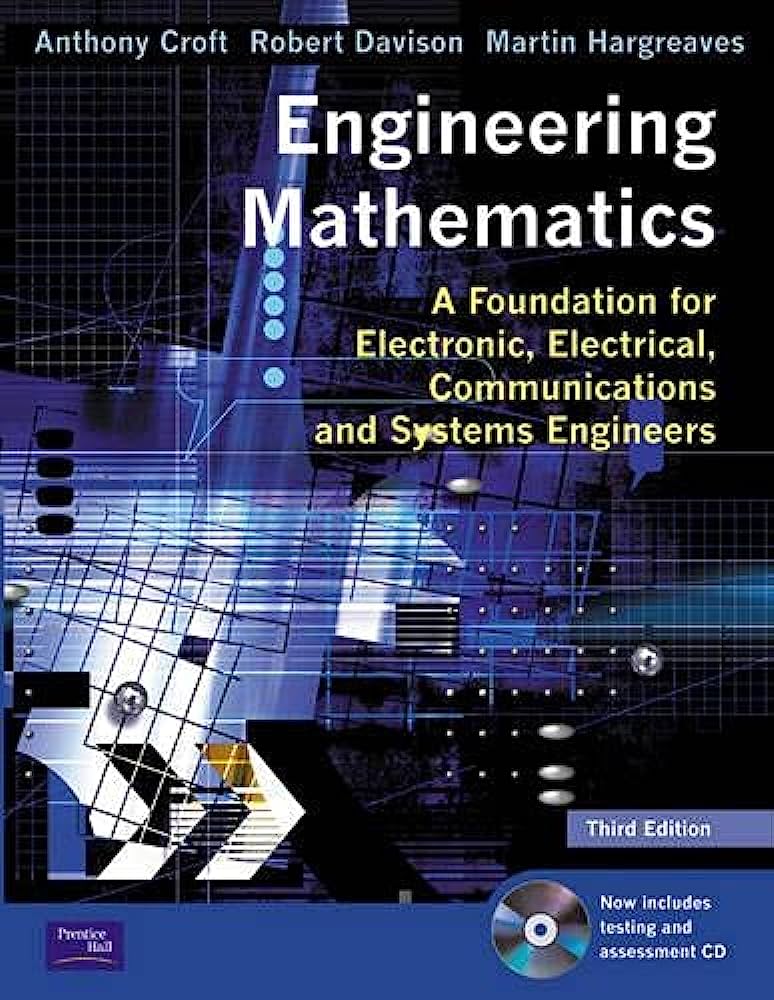 Anthony Croft Robert Davison Martin Hargreaves
Engineering
Mathematics
A Foundation for
Electronic, Electrical,
Communications
and Systems Engineers
Third Edition
Now includes
testing and
assessment CD
Prentice
Hall